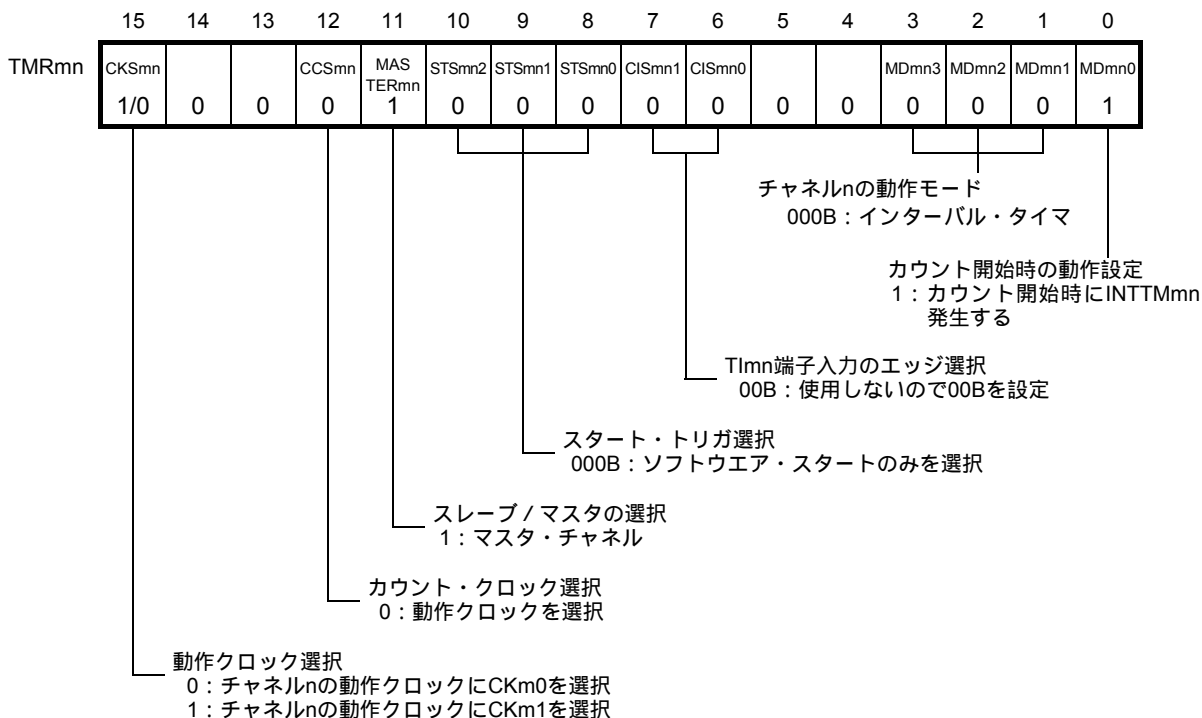 15 14 13 12 11 10 9 8 7 6 5 4 3 2 1 0
TMRmn CKSmn CCSmn MAS TERmn STSmn2 STSmn1 STSmn0 CISmn1 CISmn0 MDmn3 MDmn2 MDmn1 MDmn0
1/0 0 0 0 1 0 0 0 0 0 0 0 0 0 0 1
チャネルnの動作モード
000B：インターバル・タイマ
カウント開始時の動作設定
1：カウント開始時にINTTMmn
発生する
TImn端子入力のエッジ選択
00B：使用しないので00Bを設定
スタート・トリガ選択
000B：ソフトウエア・スタートのみを選択
スレーブ／マスタの選択
1：マスタ・チャネル
カウント・クロック選択
0：動作クロックを選択
動作クロック選択
0：チャネルnの動作クロックにCKm0を選択
1：チャネルnの動作クロックにCKm1を選択